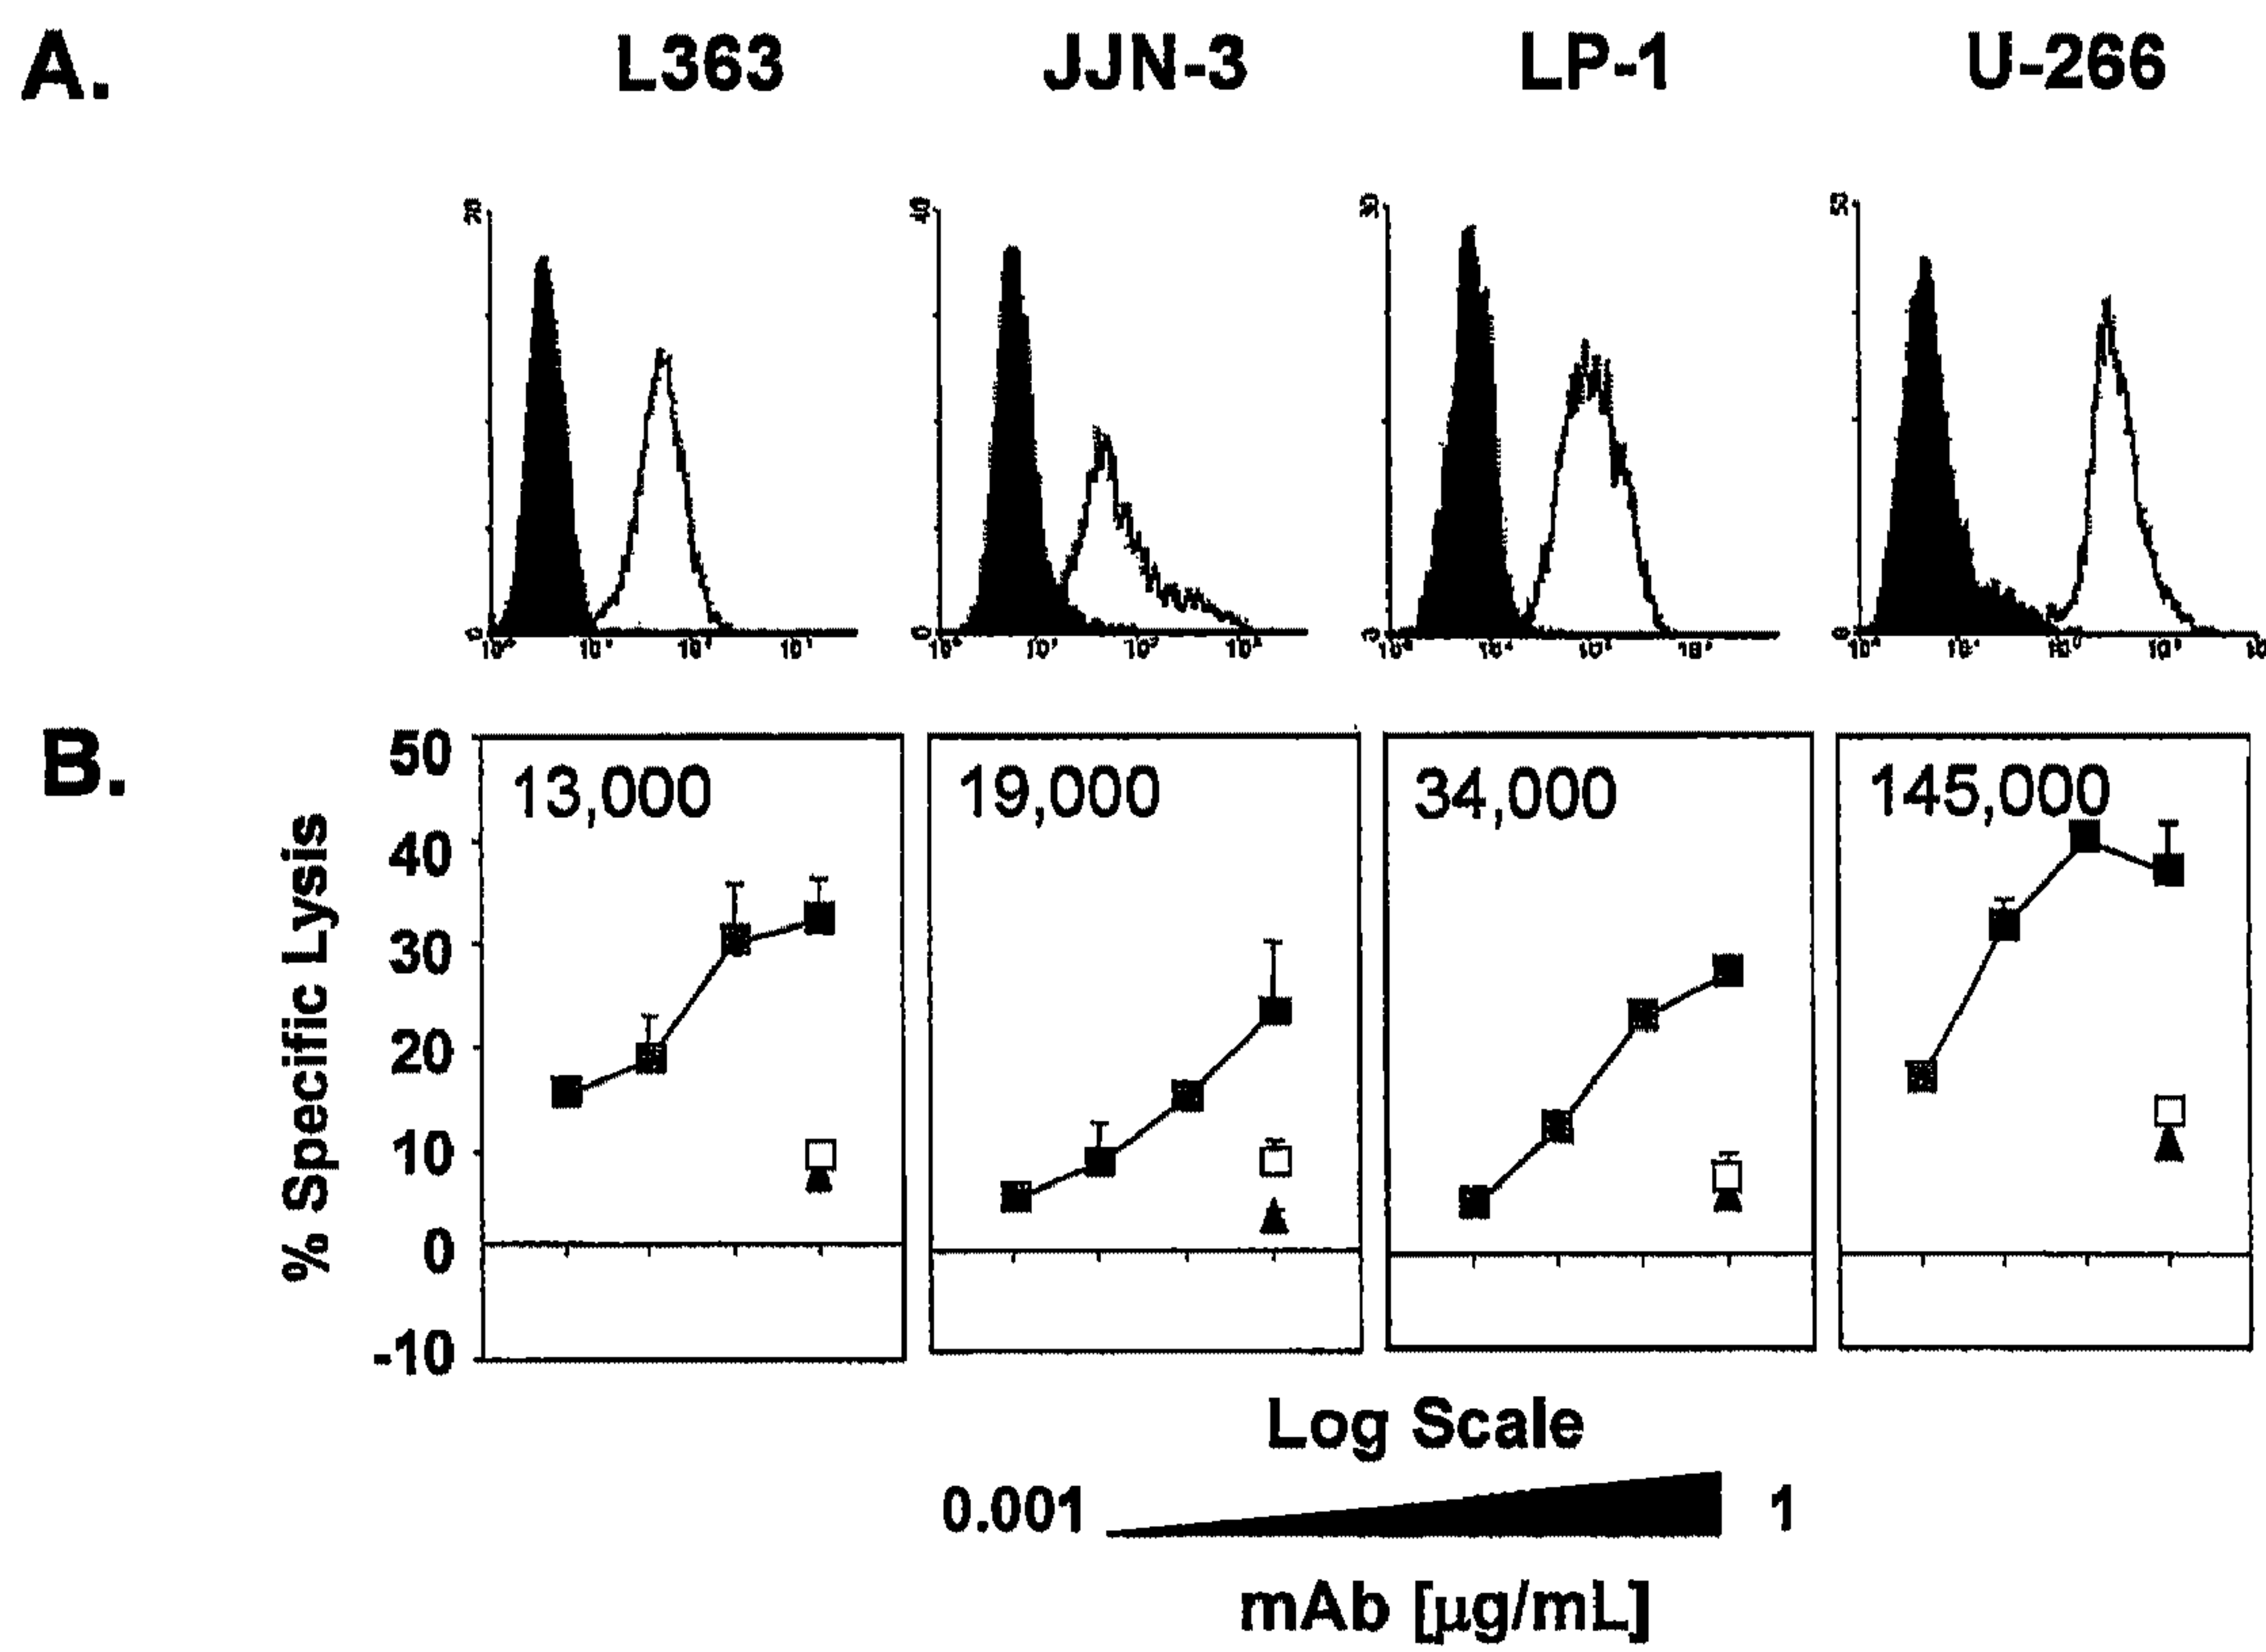 A.
L363 JJN-3 LP-1 U-266
B.
50
40
30
20
10
0
-10
% Specific Lysis
13,000 19,000 34,000 145,000
Log Scale
0.001 1
mAb [µg/mL]